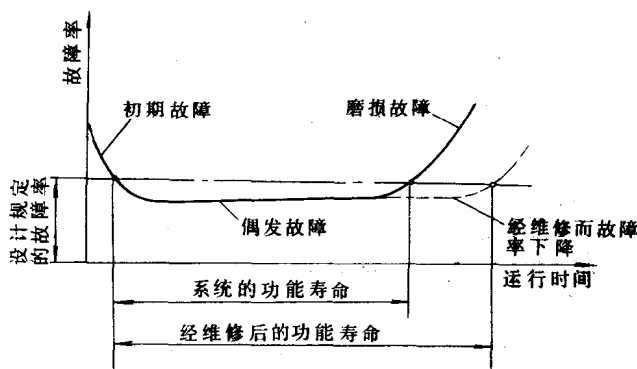 故障率
初期故障
磨损故障
设计规定
的故障率
偶发故障
经维修而故障
率下降
运行时间
系统的功能寿命
经维修后的功能寿命